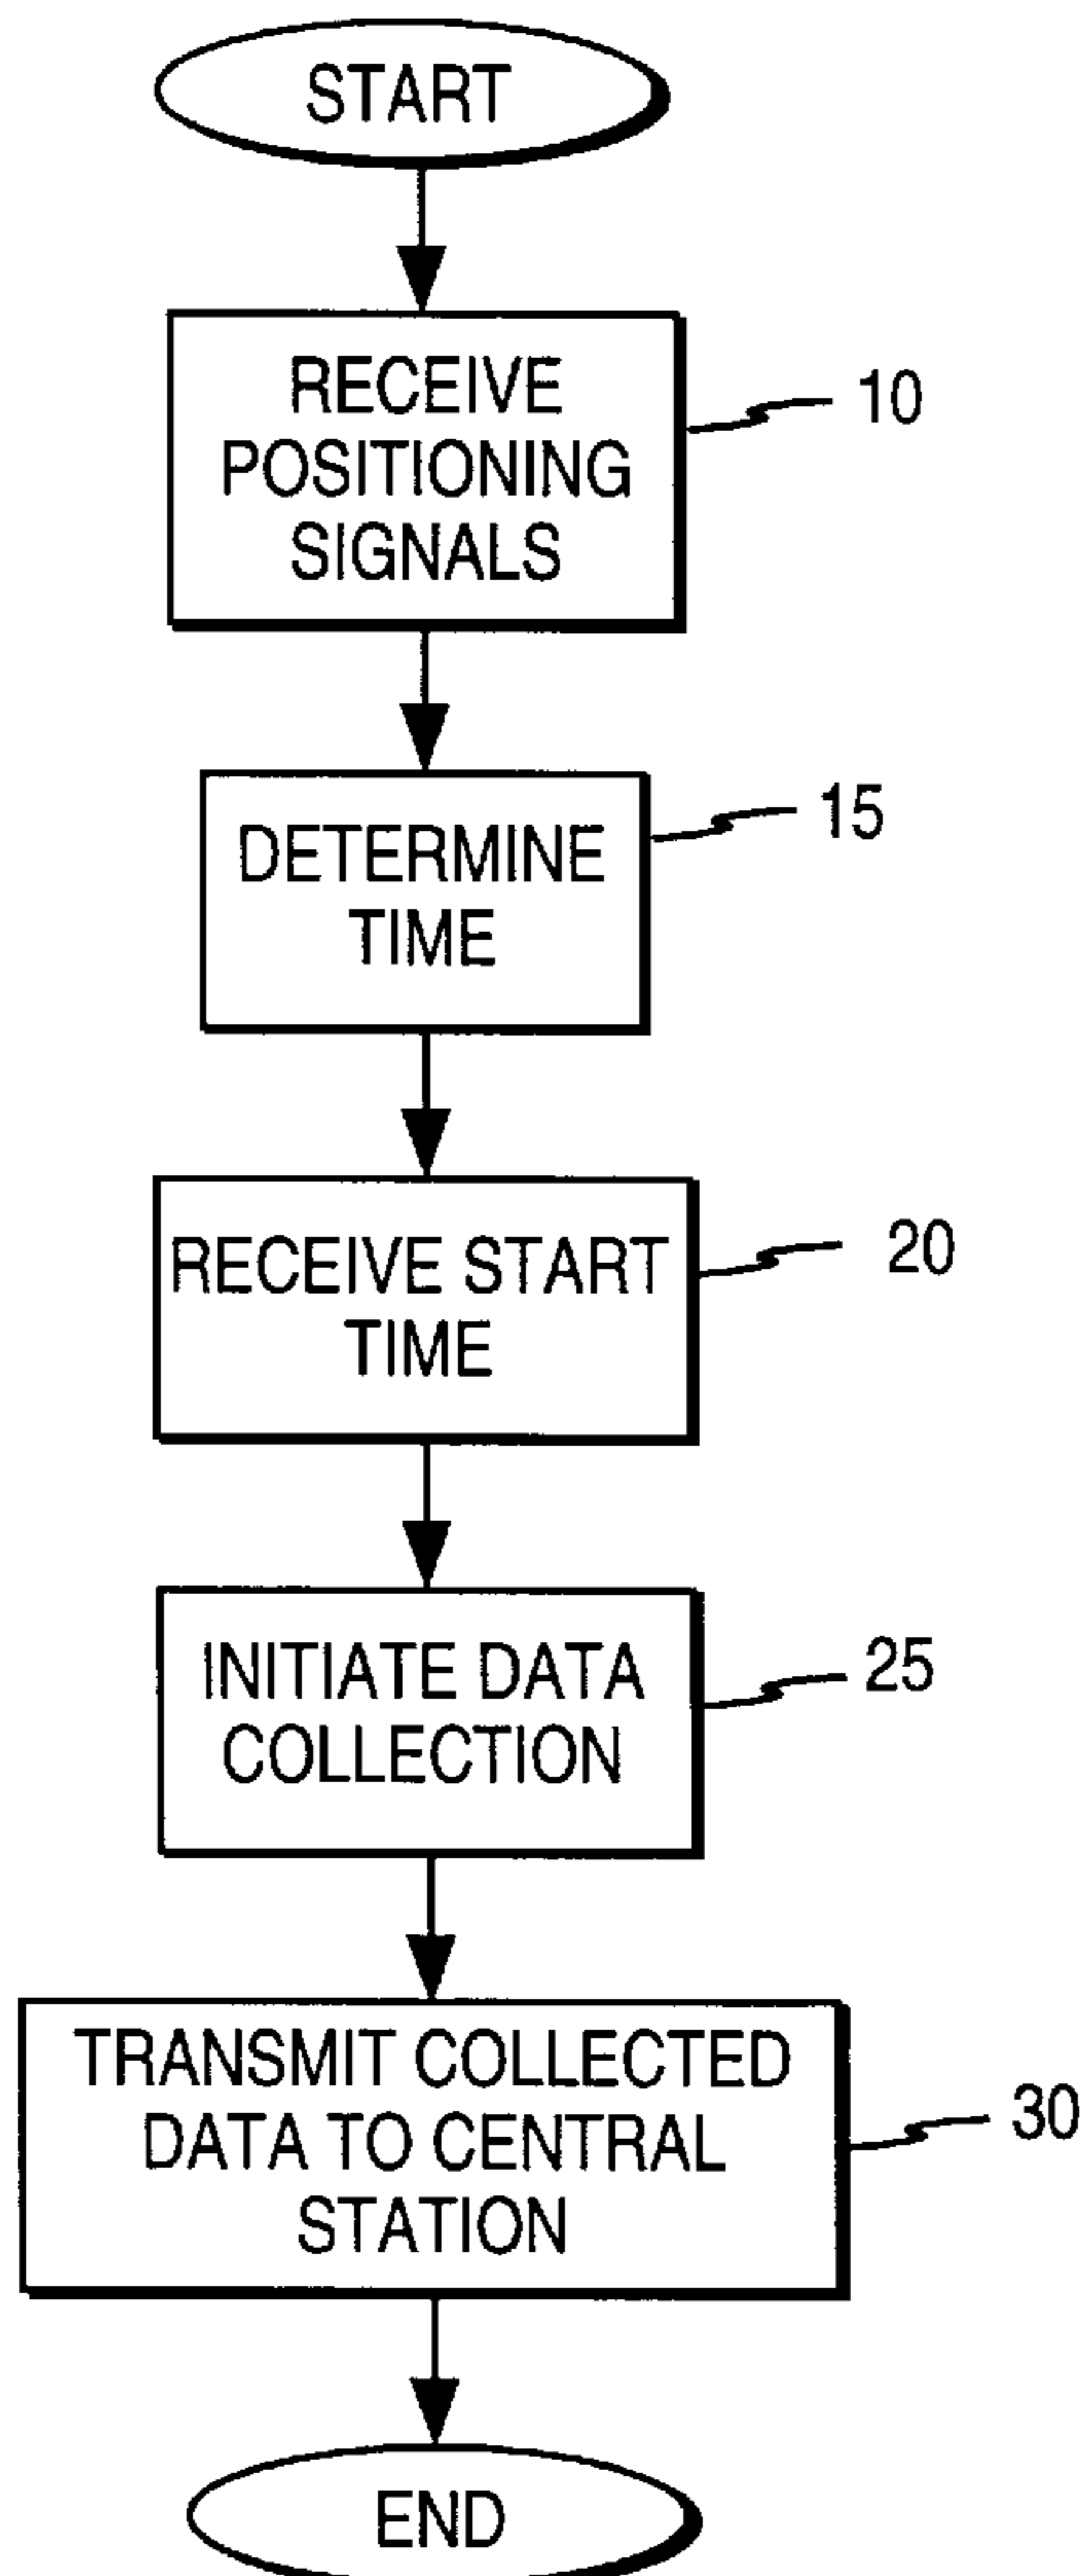 START
RECEIVE
POSITIONING
SIGNALS
10
DETERMINE
TIME
15
RECEIVE START
TIME
20
INITIATE DATA
COLLECTION
25
TRANSMIT COLLECTED
DATA TO CENTRAL
STATION
30
END